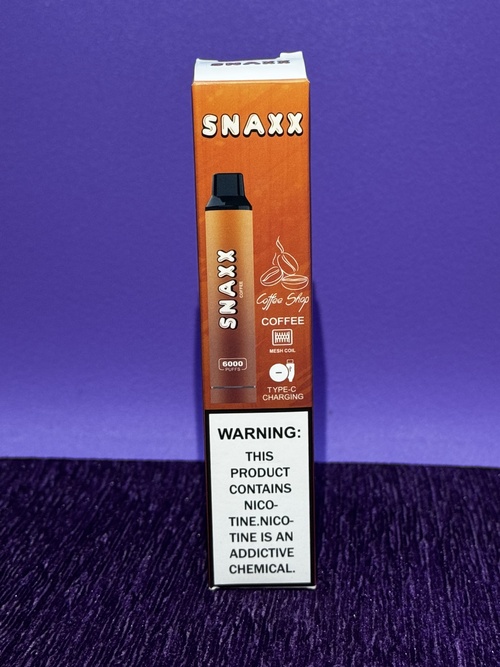 SNAXX
SNAXX
COFFEE
6000
PUFFS
Coffee Shop
COFFEE
MESH COIL
TYPE-C
CHARGING
WARNING:
THIS
PRODUCT
CONTAINS
NICO-
TINE.NICO-
TINE IS AN
ADDICTIVE
CHEMICAL.